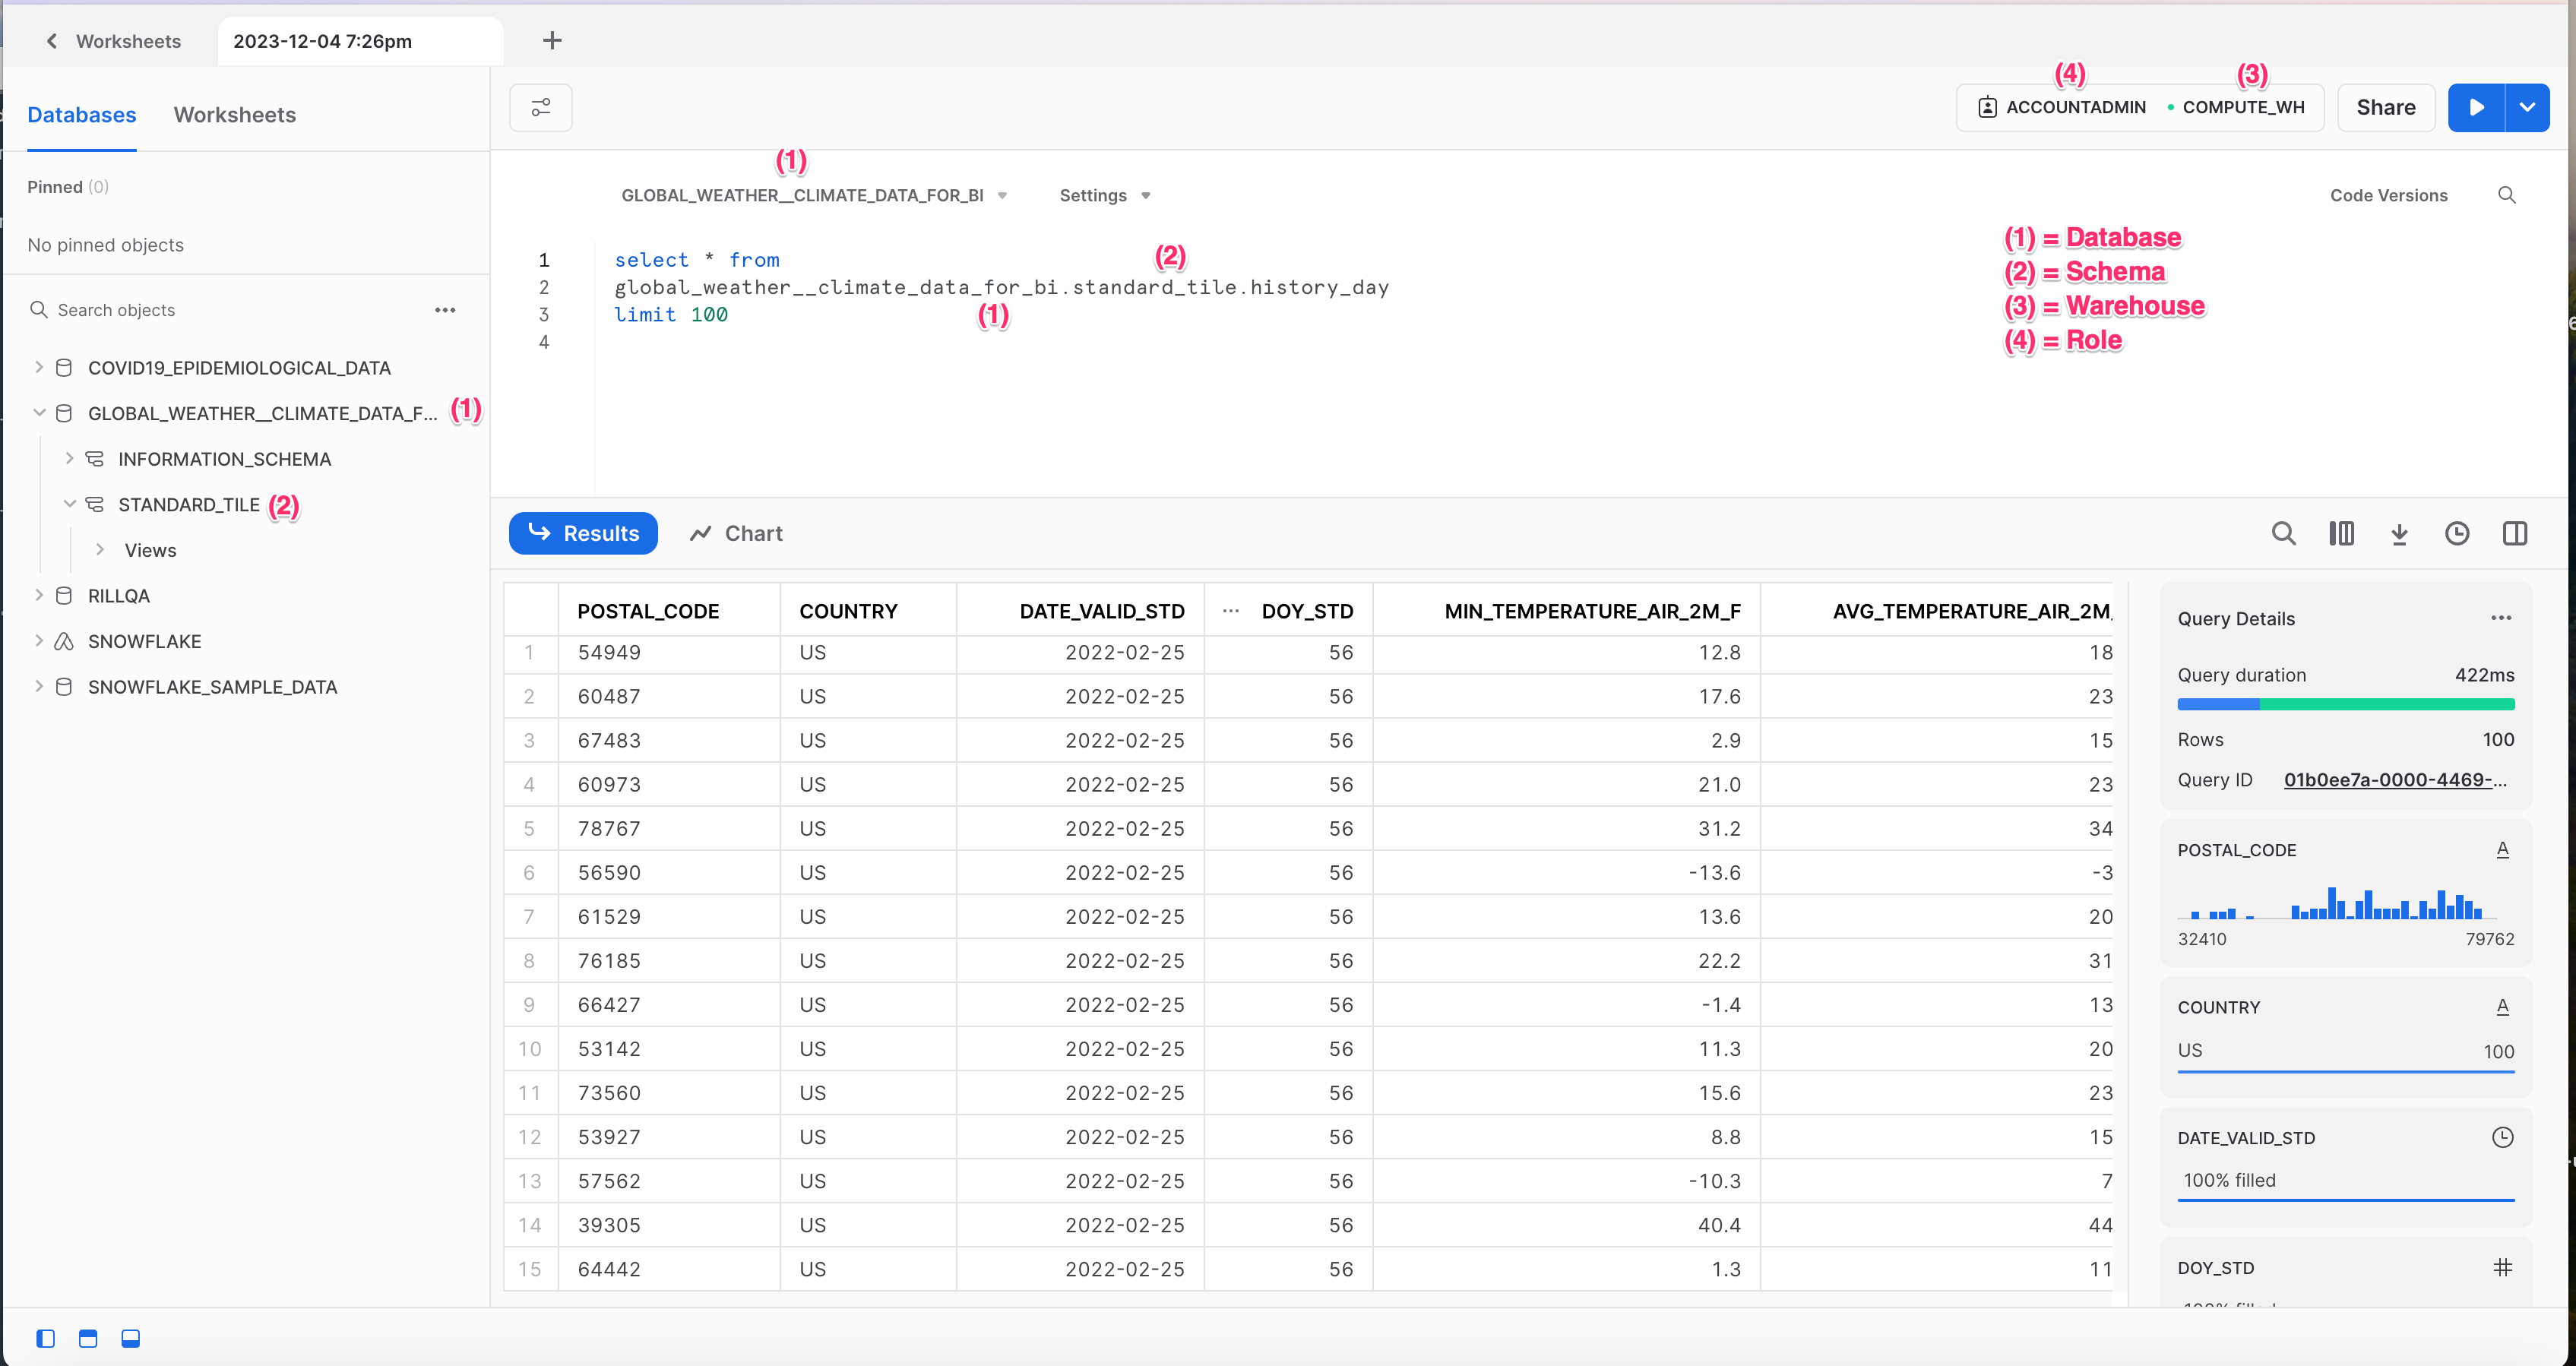 Worksheets
2023-12-04 7:26pm
Databases Worksheets
Pinned (0)
No pinned objects
Search objects
COVID19_EPIDEMIOLOGICAL_DATA
GLOBAL_WEATHER__CLIMATE_DATA_F... (1)
INFORMATION_SCHEMA
STANDARD_TILE (2)
Views
RILLQA
SNOWFLAKE
SNOWFLAKE_SAMPLE_DATA
(4) (3)
ACCOUNTADMIN COMPUTE_WH Share
(1)
GLOBAL_WEATHER__CLIMATE_DATA_FOR_BI Settings Code Versions
(1) = Database
(2) = Schema
(3) = Warehouse
(4) = Role
1 select * from (2)
2 global_weather__climate_data_for_bi.standard_tile.history_day
3 limit 100 (1)
4
Results Chart
POSTAL_CODE COUNTRY DATE_VALID_STD ... DOY_STD MIN_TEMPERATURE_AIR_2M_F AVG_TEMPERATURE_AIR_2M_
1 54949 US 2022-02-25 56 12.8 18
2 60487 US 2022-02-25 56 17.6 23
3 67483 US 2022-02-25 56 2.9 15
4 60973 US 2022-02-25 56 21.0 23
5 78767 US 2022-02-25 56 31.2 34
6 56590 US 2022-02-25 56 -13.6 -3
7 61529 US 2022-02-25 56 13.6 20
8 76185 US 2022-02-25 56 22.2 31
9 66427 US 2022-02-25 56 -1.4 13
10 53142 US 2022-02-25 56 11.3 20
11 73560 US 2022-02-25 56 15.6 23
12 53927 US 2022-02-25 56 8.8 15
13 57562 US 2022-02-25 56 -10.3 7
14 39305 US 2022-02-25 56 40.4 44
15 64442 US 2022-02-25 56 1.3 11
Query Details ...
Query duration 422ms
Rows 100
Query ID 01b0ee7a-0000-4469-...
POSTAL_CODE A
32410 79762
COUNTRY A
US 100
DATE_VALID_STD
100% filled
DOY_STD #